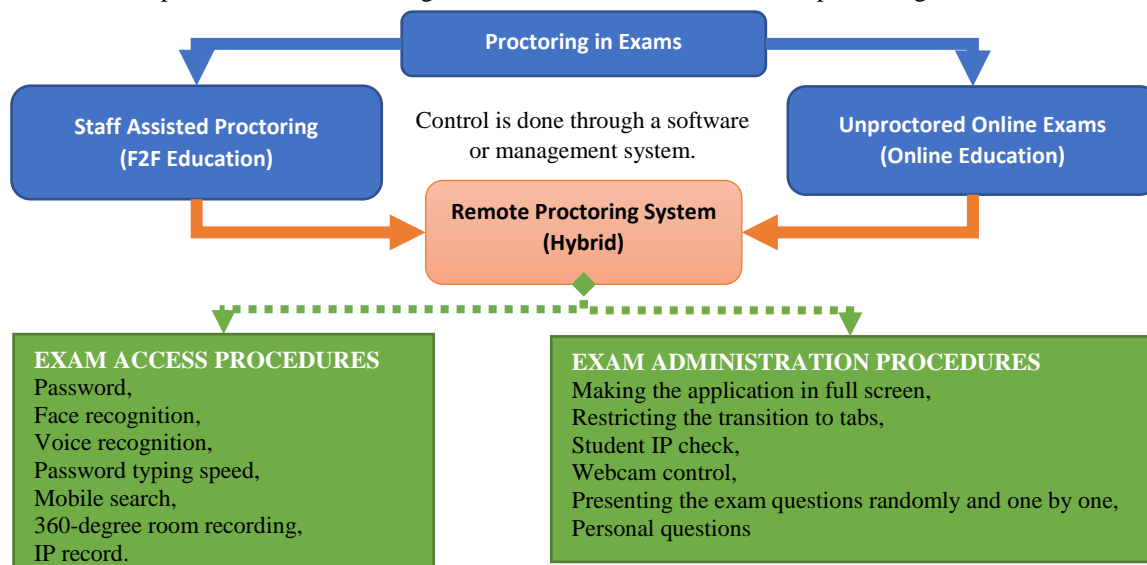 Proctoring in Exams
Staff Assisted Proctoring
(F2F Education)
Control is done through a software
or management system.
Unproctored Online Exams
(Online Education)
Remote Proctoring System
(Hybrid)
EXAM ACCESS PROCEDURES
Password,
Face recognition,
Voice recognition,
Password typing speed,
Mobile search,
360-degree room recording,
IP record.
EXAM ADMINISTRATION PROCEDURES
Making the application in full screen,
Restricting the transition to tabs,
Student IP check,
Webcam control,
Presenting the exam questions randomly and one by one,
Personal questions